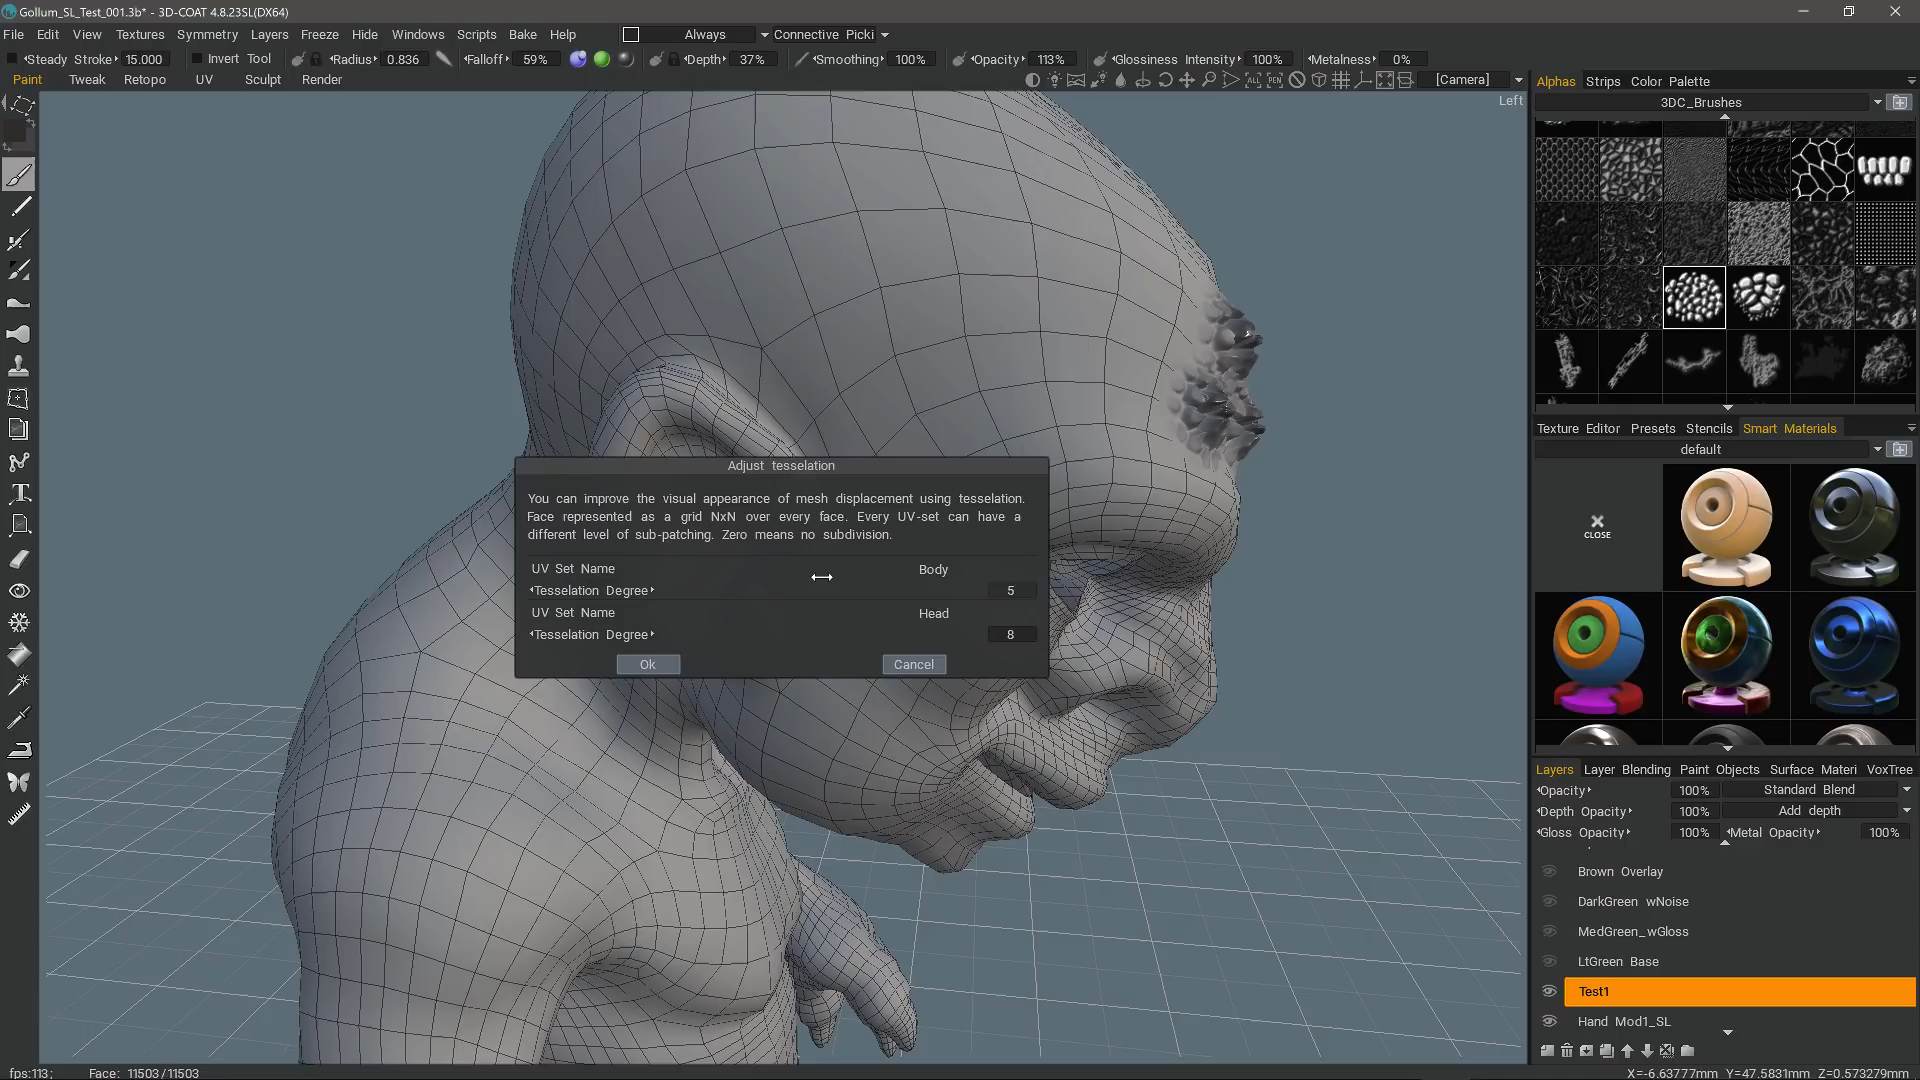 Gollum_SL_Test_001.3b* - 3D-COAT 4.8.23SL(DX64)
File Edit View Textures Symmetry Layers Freeze Hide Windows Scripts Bake Help Always Connective Picki
Steady Stroke 15.000 Invert Tool Radius 0.836 Falloff 59% Depth 37% Smoothing 100% Opacity 113% Glossiness Intensity 100% Metalness 0%
Paint Tweak Retopo UV Sculpt Render ALL PEN [Camera]
Left
Alphas Strips Color Palette
3DC_Brushes
Adjust tesselation
You can improve the visual appearance of mesh displacement using tesselation.
Face represented as a grid NxN over every face. Every UV-set can have a
different level of sub-patching. Zero means no subdivision.
UV Set Name Body
Tesselation Degree 5
UV Set Name Head
Tesselation Degree 8
Ok Cancel
Texture Editor Presets Stencils Smart Materials
default
CLOSE
Layers Layer Blending Paint Objects Surface Materi VoxTree
Opacity 100% Standard Blend
Depth Opacity 100% Add depth
Gloss Opacity 100% Metal Opacity 100%
Brown Overlay
DarkGreen wNoise
MedGreen_wGloss
LtGreen Base
Test1
Hand Mod1_SL
fps:113; Face: 11503/11503 X=-6.63777mm Y=47.5831mm Z=0.573279mm